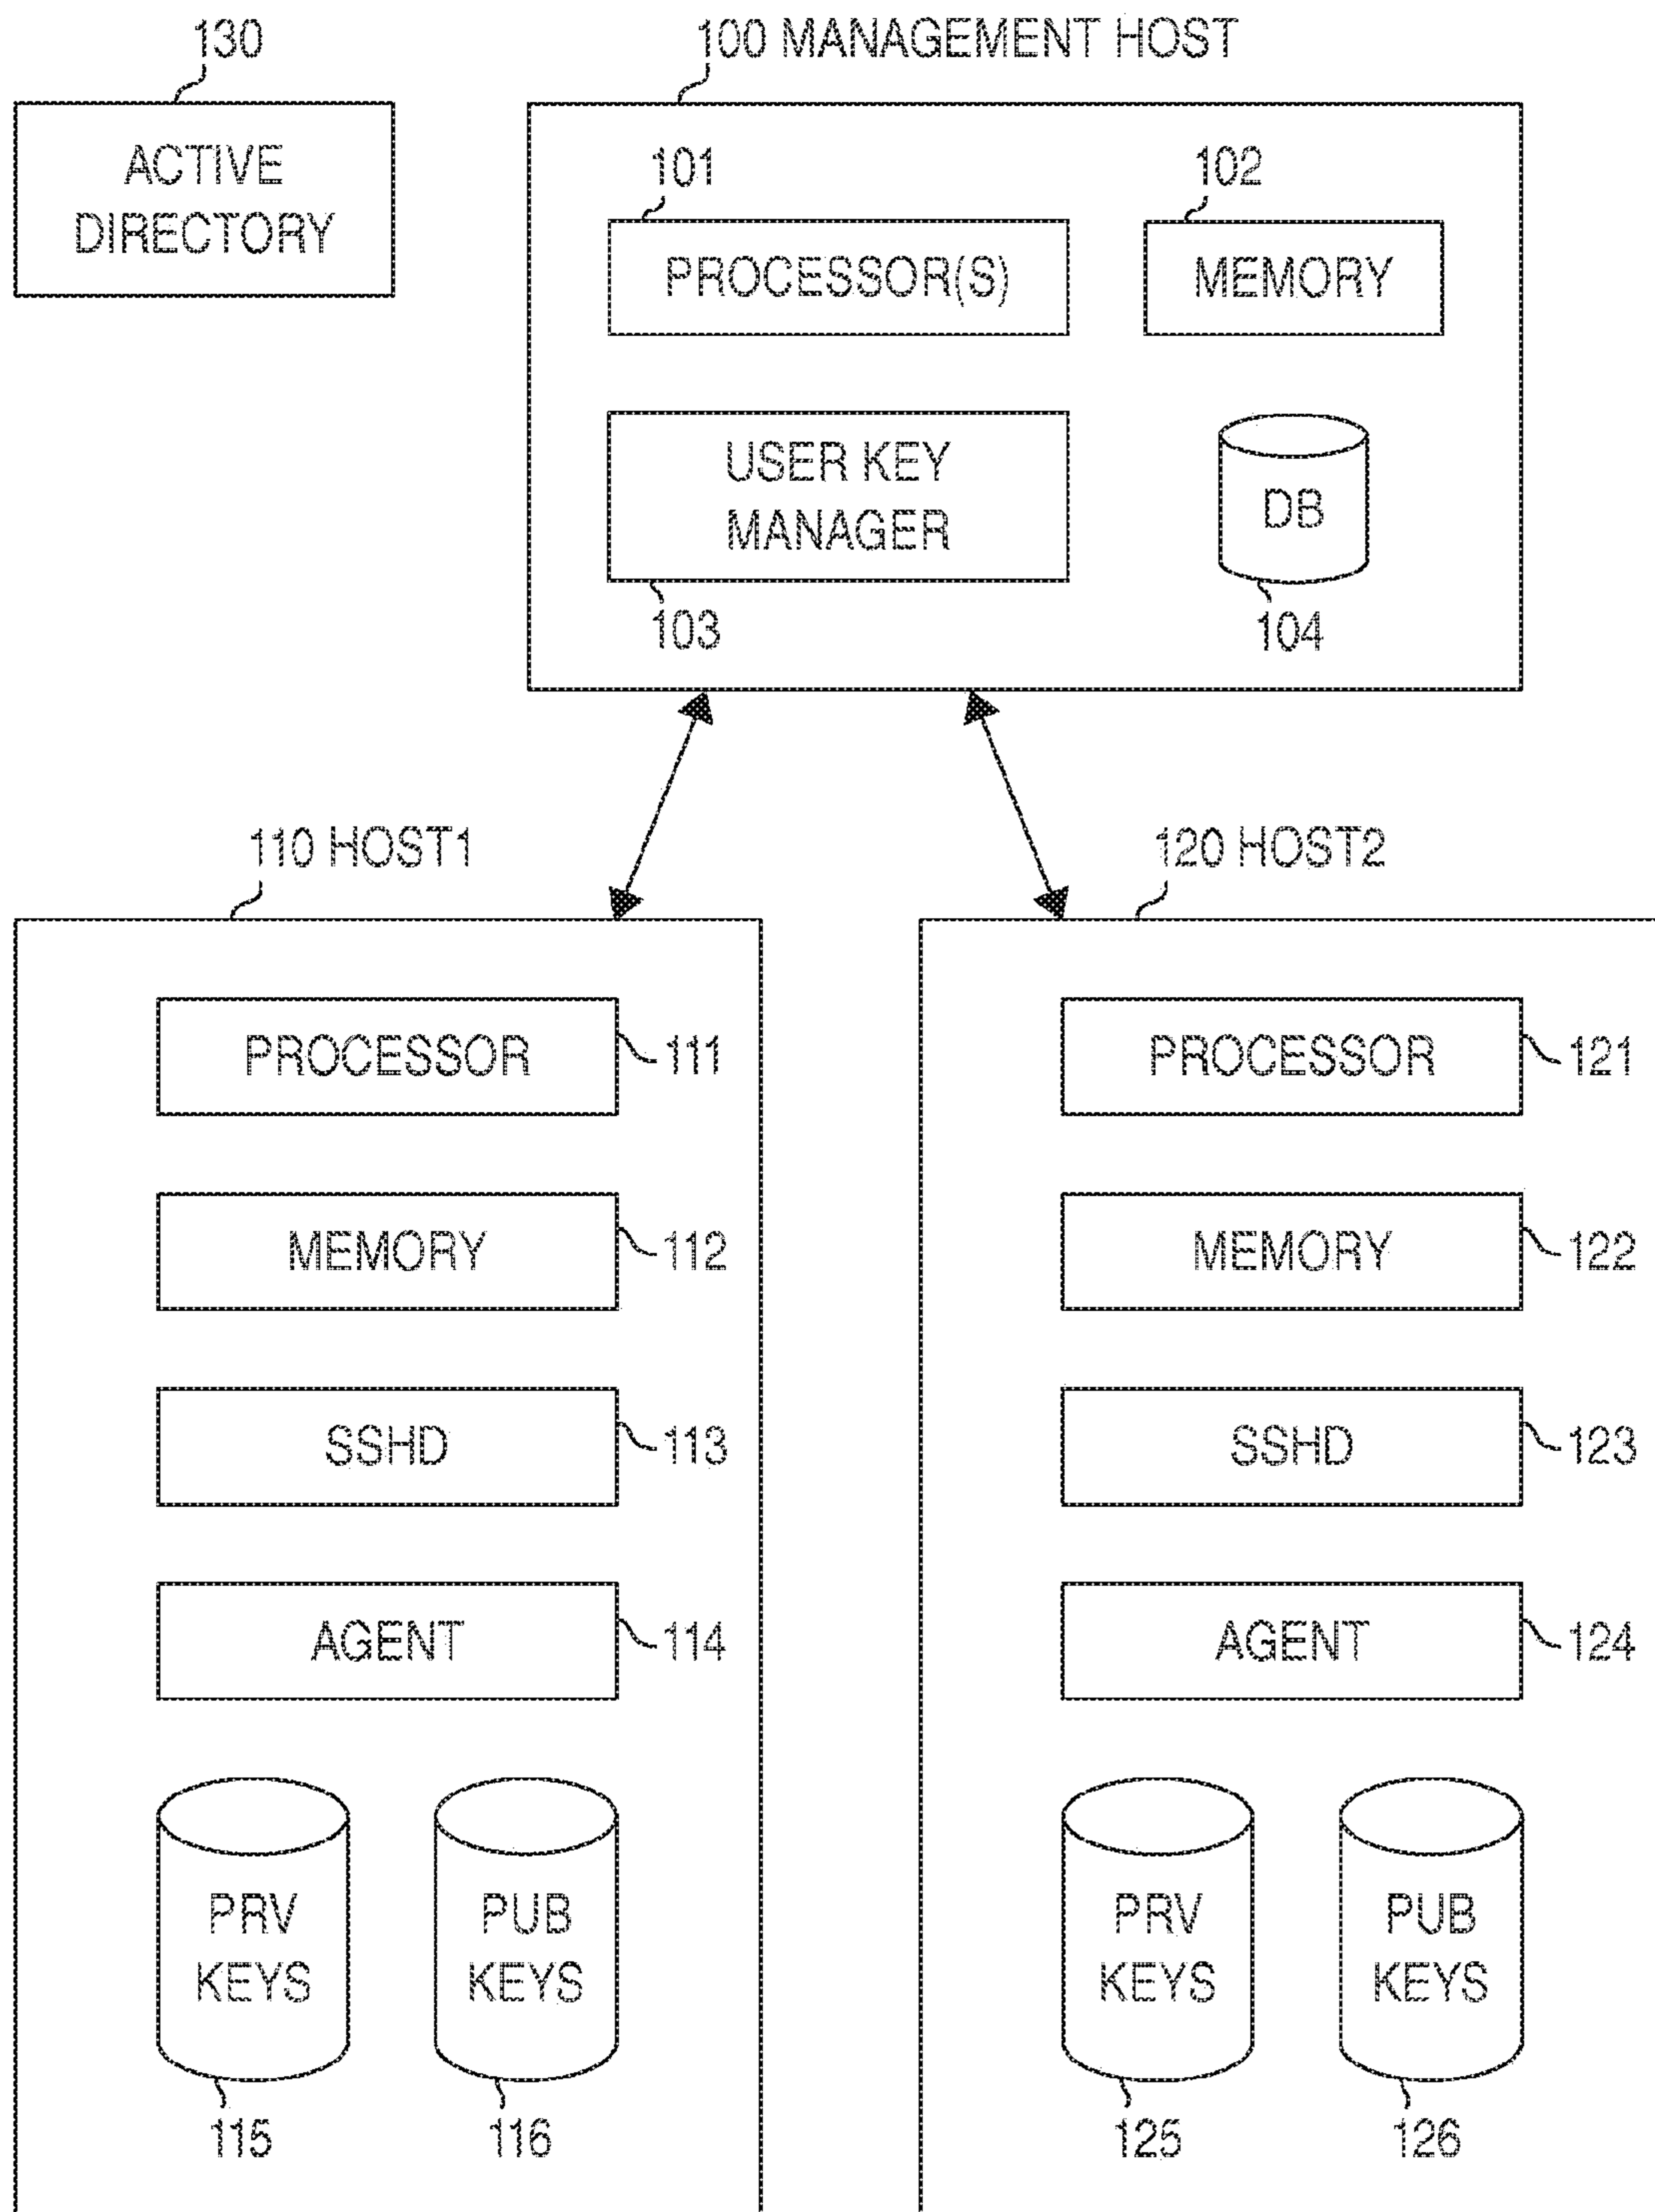 130
ACTIVE
DIRECTORY
100 MANAGEMENT HOST
101
PROCESSOR(S)
102
MEMORY
USER KEY
MANAGER
103
DB
104
110 HOST1
PROCESSOR
111
MEMORY
112
SSHD
113
AGENT
114
PRV
KEYS
115
PUB
KEYS
116
120 HOST2
PROCESSOR
121
MEMORY
122
SSHD
123
AGENT
124
PRV
KEYS
125
PUB
KEYS
126